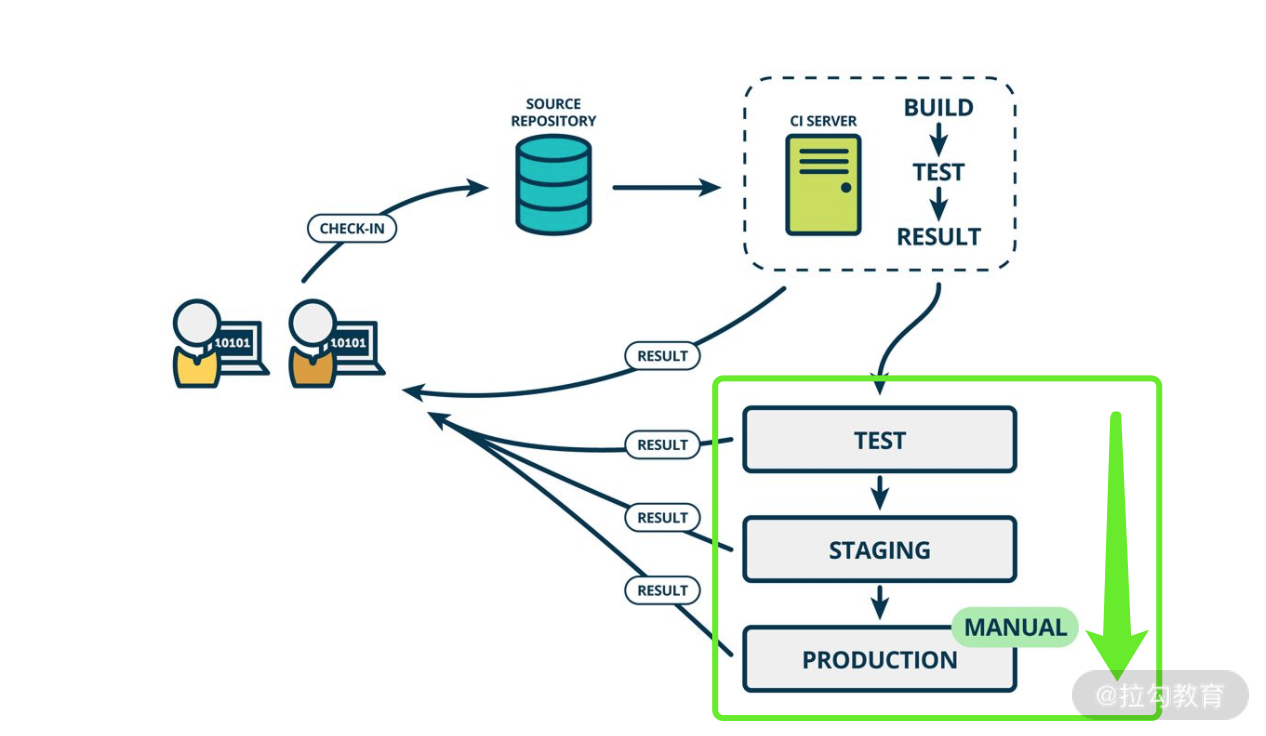 SOURCE
REPOSITORY
CI SERVER
BUILD
TEST
RESULT
CHECK-IN
10101
10101
RESULT
RESULT
TEST
RESULT
STAGING
RESULT
MANUAL
PRODUCTION
@拉勾教育